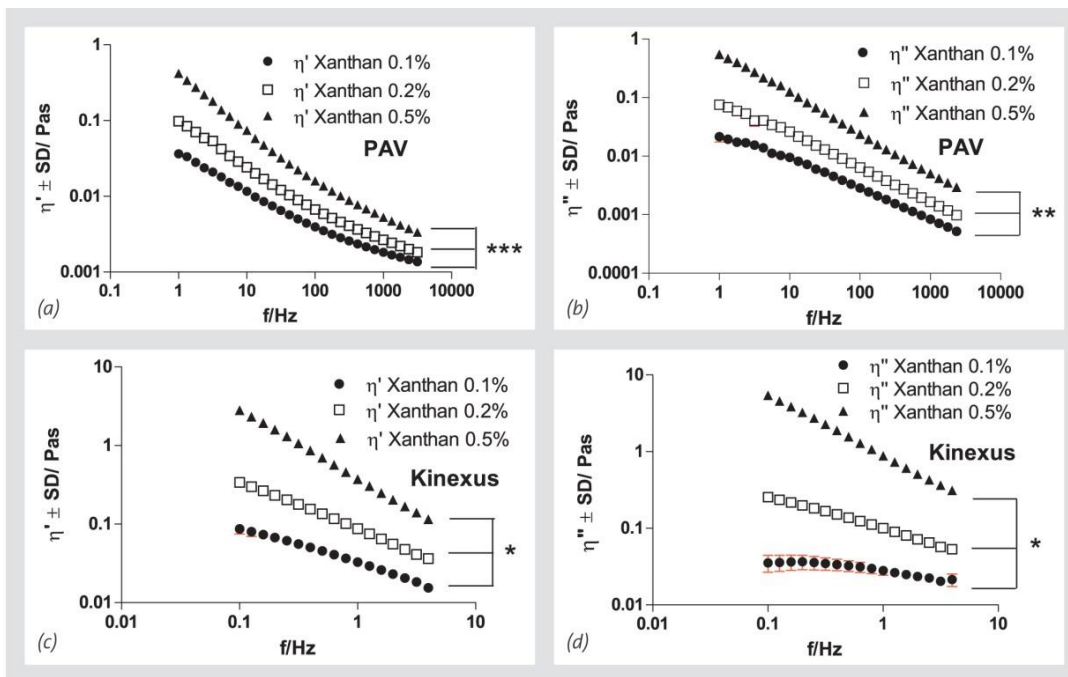 η' ± SD/ Pas
1
0.1
0.01
0.001
0.1
1
10
100
1000
10000
f/Hz
η' Xanthan 0.1%
η' Xanthan 0.2%
η' Xanthan 0.5%
PAV
***
(a)
η" ± SD/ Pas
1
0.1
0.01
0.001
0.0001
0.1
1
10
100
1000
10000
f/Hz
η" Xanthan 0.1%
η" Xanthan 0.2%
η" Xanthan 0.5%
PAV
**
(b)
η' ± SD/ Pas
10
1
0.1
0.01
0.01
0.1
1
10
f/Hz
η' Xanthan 0.1%
η' Xanthan 0.2%
η' Xanthan 0.5%
Kinexus
*
(c)
η" ± SD/ Pas
10
1
0.1
0.01
0.01
0.1
1
10
f/Hz
η" Xanthan 0.1%
η" Xanthan 0.2%
η" Xanthan 0.5%
Kinexus
*
(d)